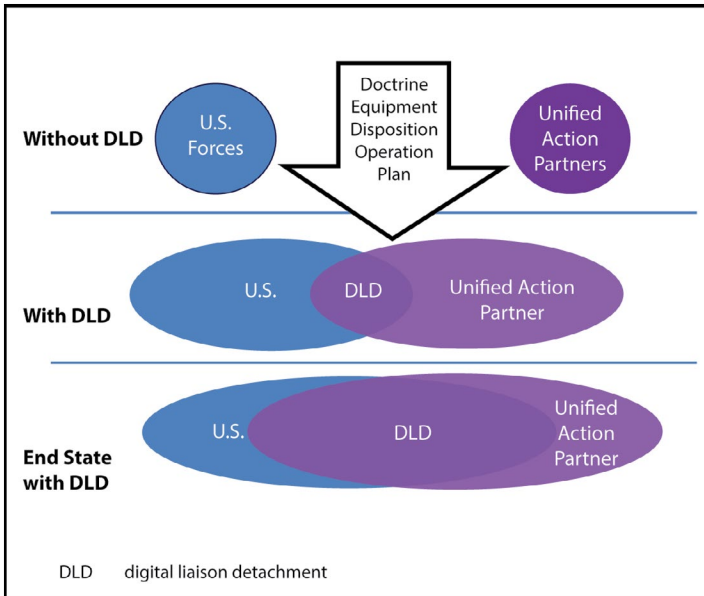 Without DLD
U.S.
Forces
Doctrine
Equipment
Disposition
Operation
Plan
Unified
Action
Partners
With DLD
U.S.
DLD
Unified Action
Partner
End State
with DLD
U.S.
DLD
Unified
Action
Partner
DLD digital liaison detachment